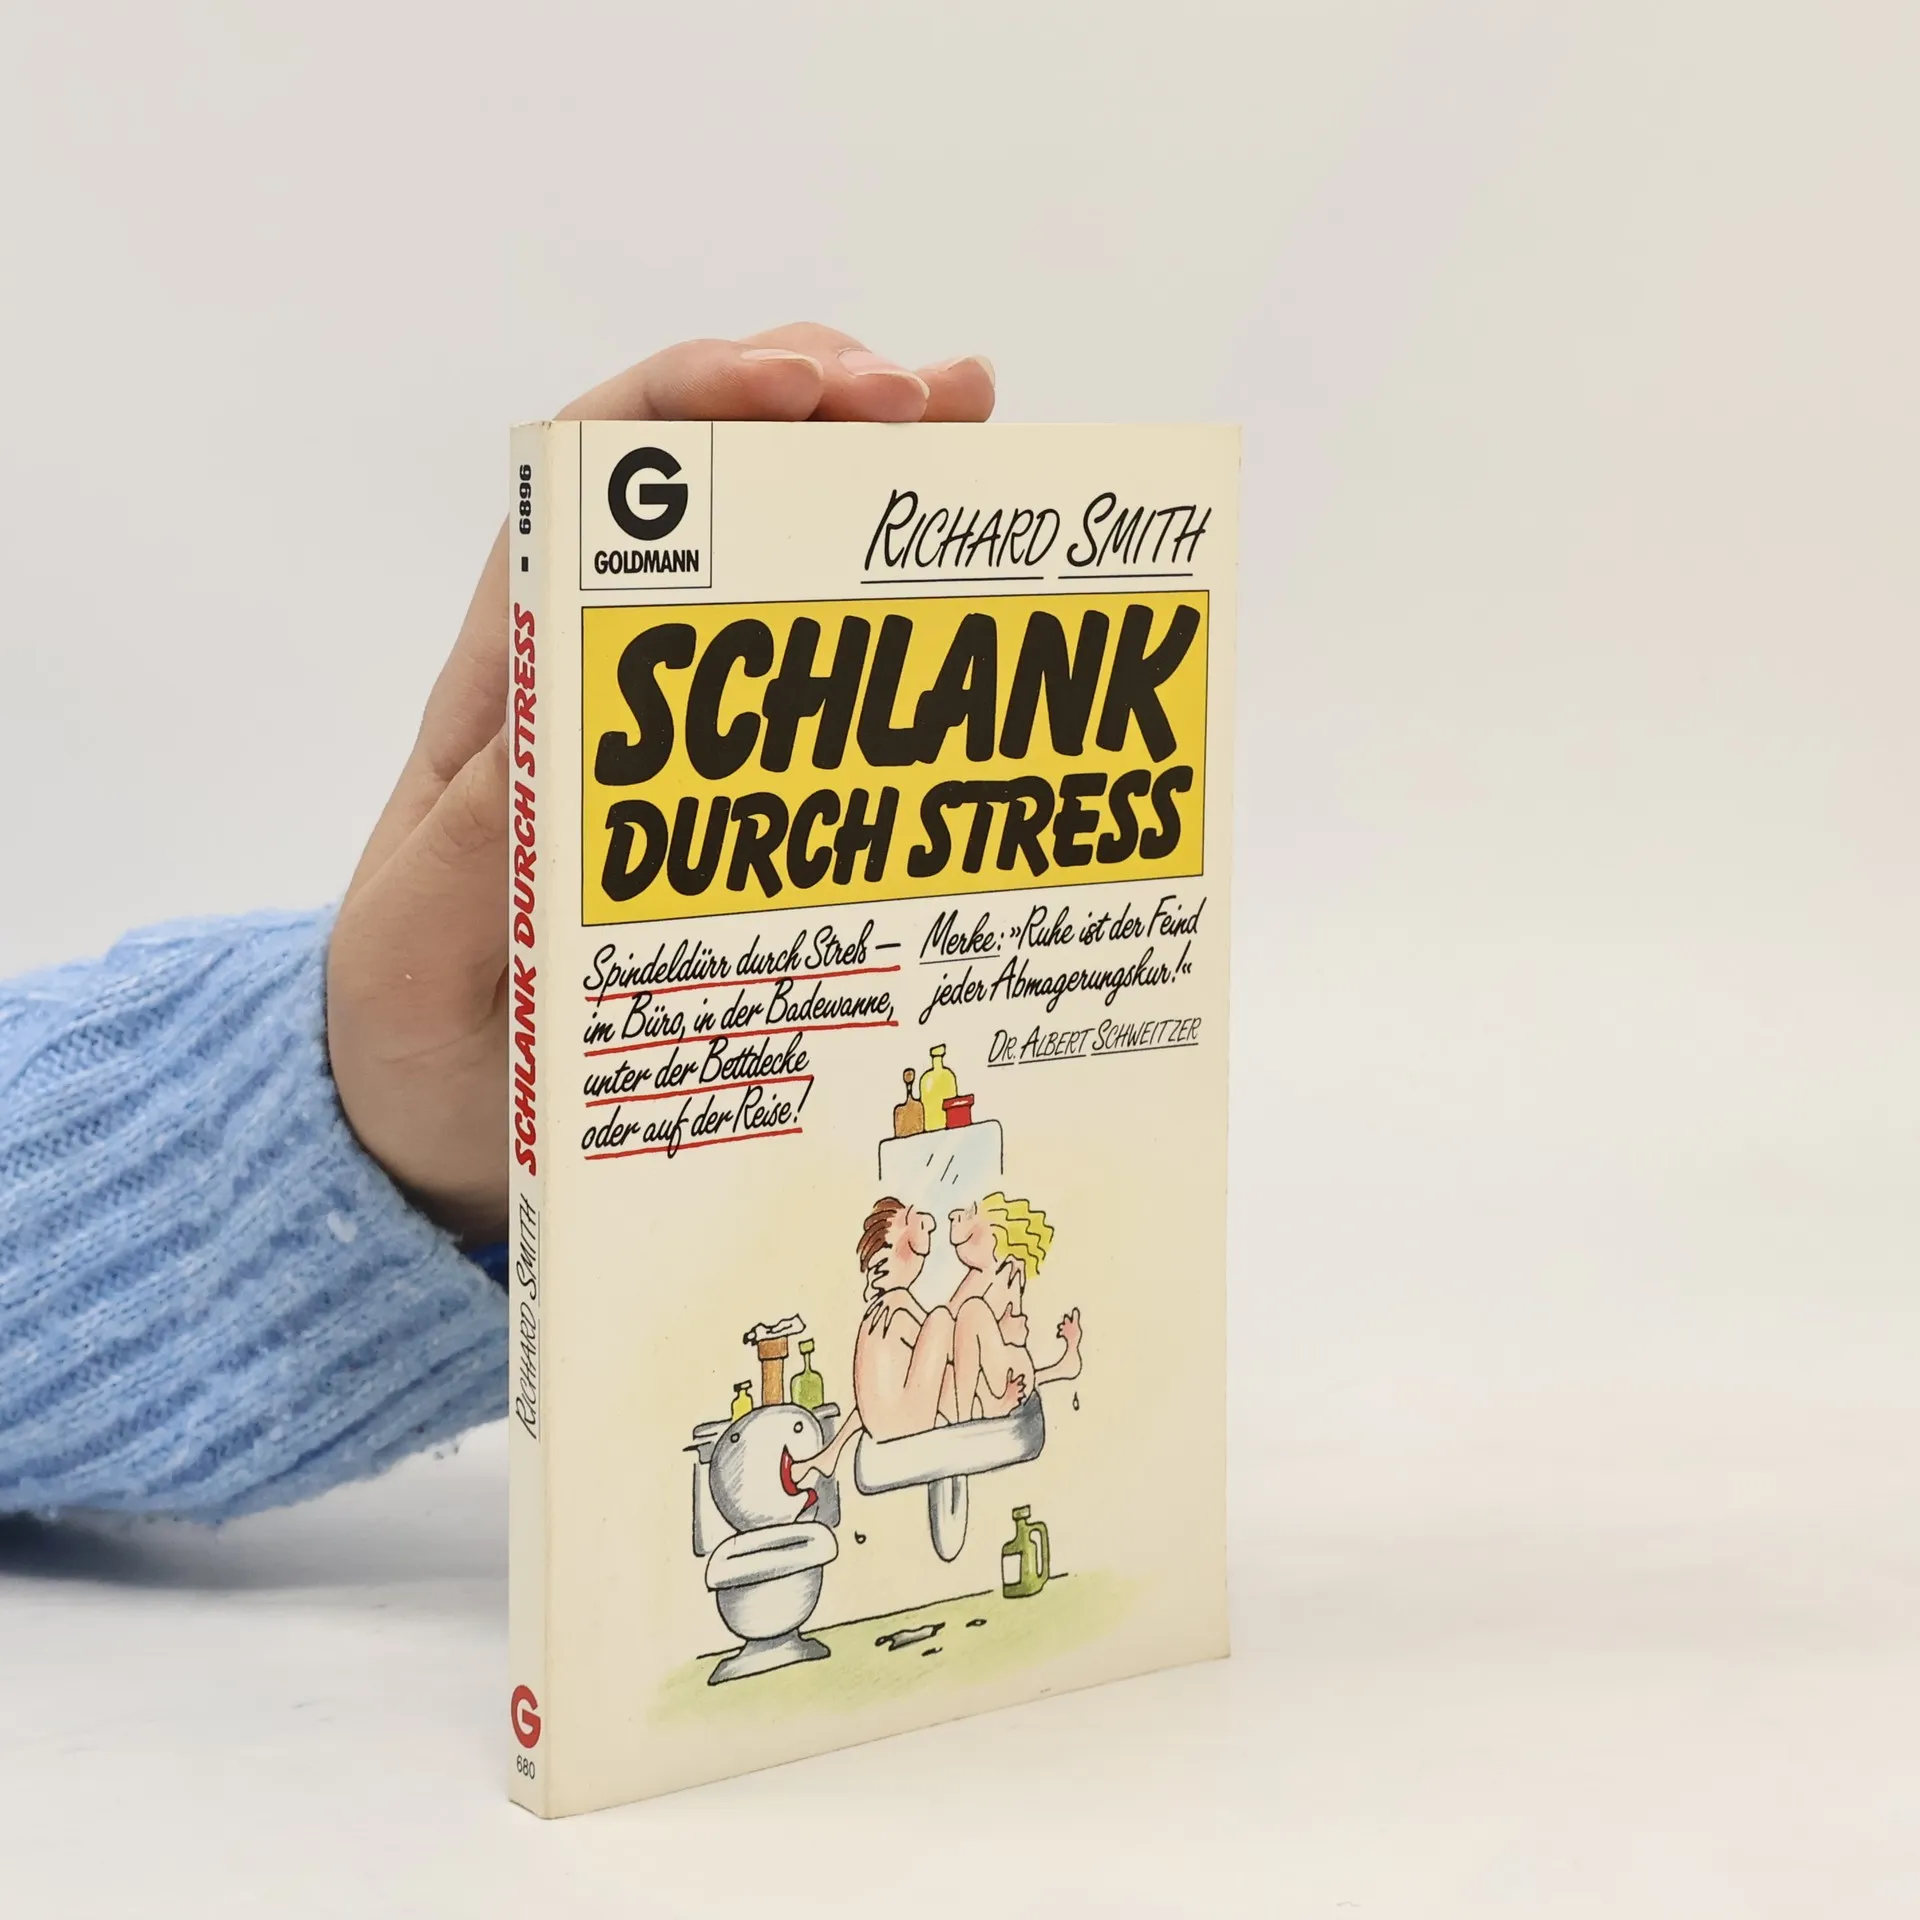 6896
SCHLANK DURCH STRESS
RICHARD SMITH
G
680
G
GOLDMANN
RICHARD SMITH
SCHLANK
DURCH STRESS
Spindeldürr durch Streß –
im Büro, in der Badewanne,
unter der Bettdecke
oder auf der Reise!
Merke: »Ruhe ist der Feind
jeder Abmagerungskur!«
DR. ALBERT SCHWEITZER